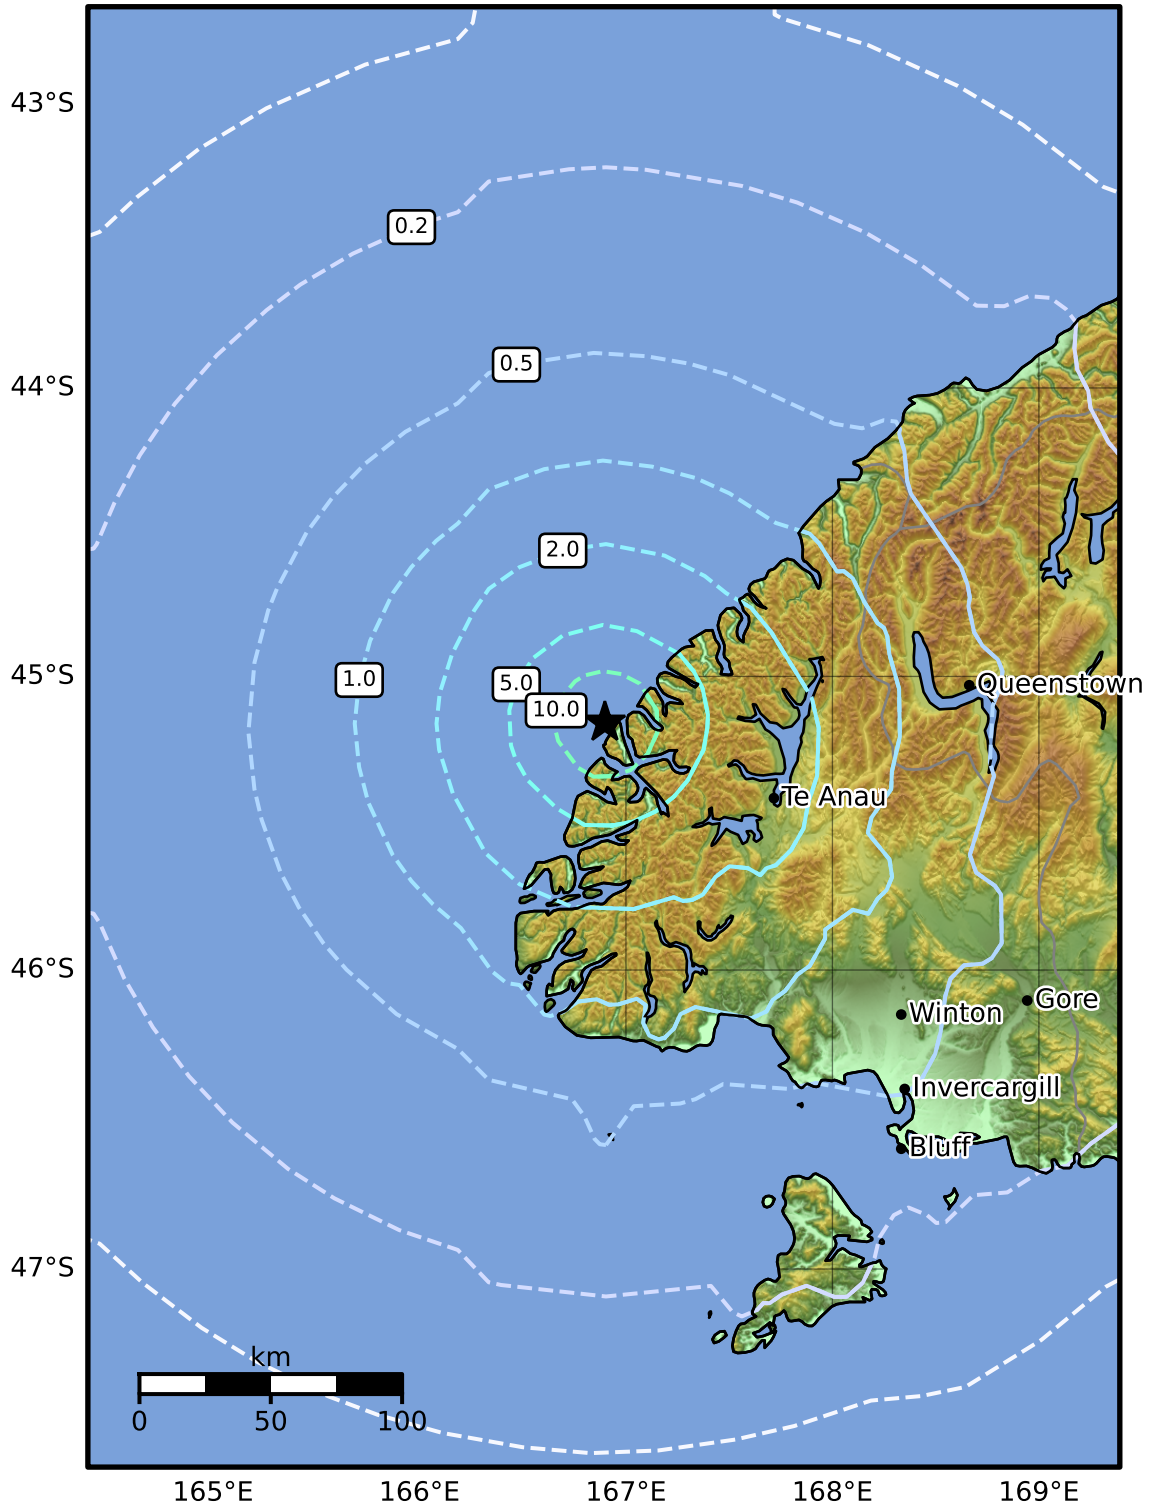 43°S
0.2
0.5
44°S
2.0
45°S
1.0
5.0
10.0
Queenstown
Te Anau
46°S
Winton
Gore
Invercargill
Bluff
47°S
km
0 50 100
165°E 166°E 167°E 168°E 169°E